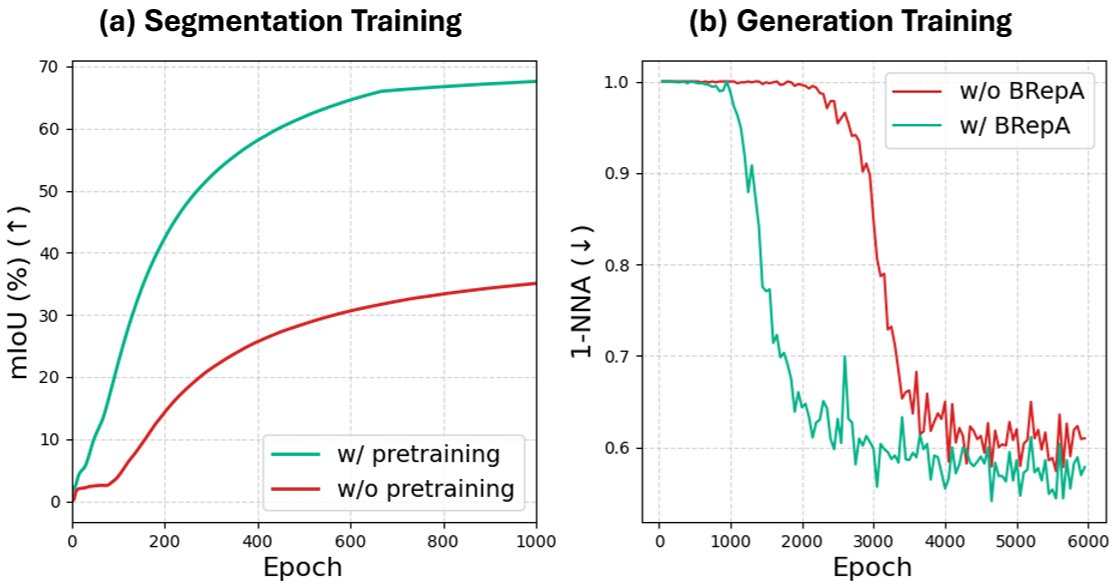 (a) Segmentation Training
mIoU (%) (↑)
70
60
50
40
30
20
10
0
w/ pretraining
w/o pretraining
0 200 400 600 800 1000
Epoch
(b) Generation Training
1-NNA (↓)
1.0
0.9
0.8
0.7
0.6
w/o BRepA
w/ BRepA
0 1000 2000 3000 4000 5000 6000
Epoch